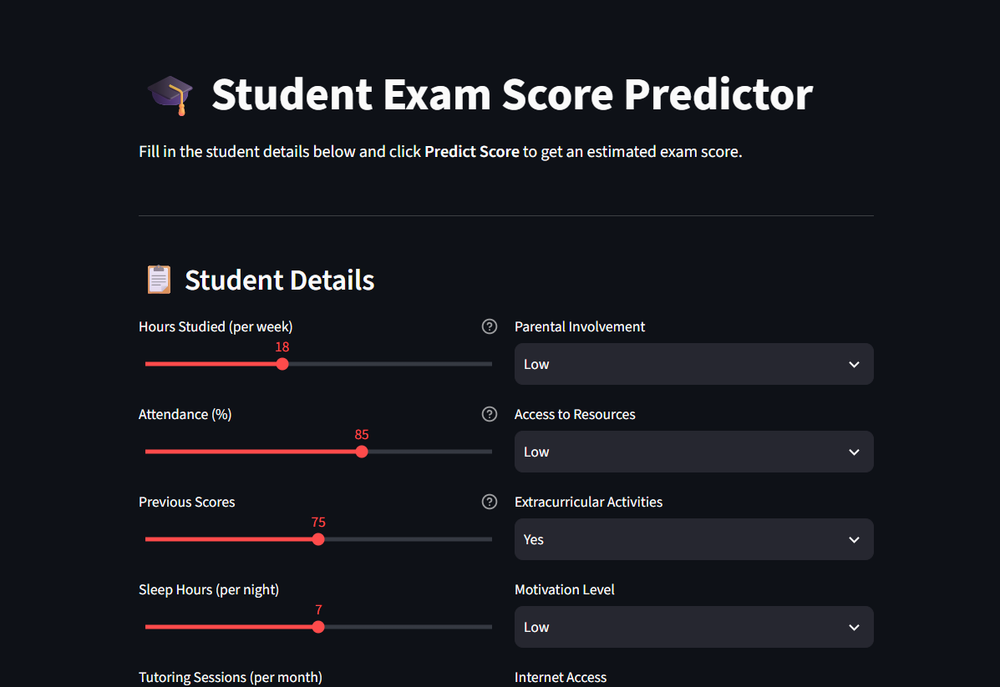 Student Exam Score Predictor
Fill in the student details below and click Predict Score to get an estimated exam score.
Student Details
Hours Studied (per week)
18
Parental Involvement
Low
Attendance (%)
85
Access to Resources
Low
Previous Scores
75
Extracurricular Activities
Yes
Sleep Hours (per night)
7
Motivation Level
Low
Tutoring Sessions (per month)
Internet Access